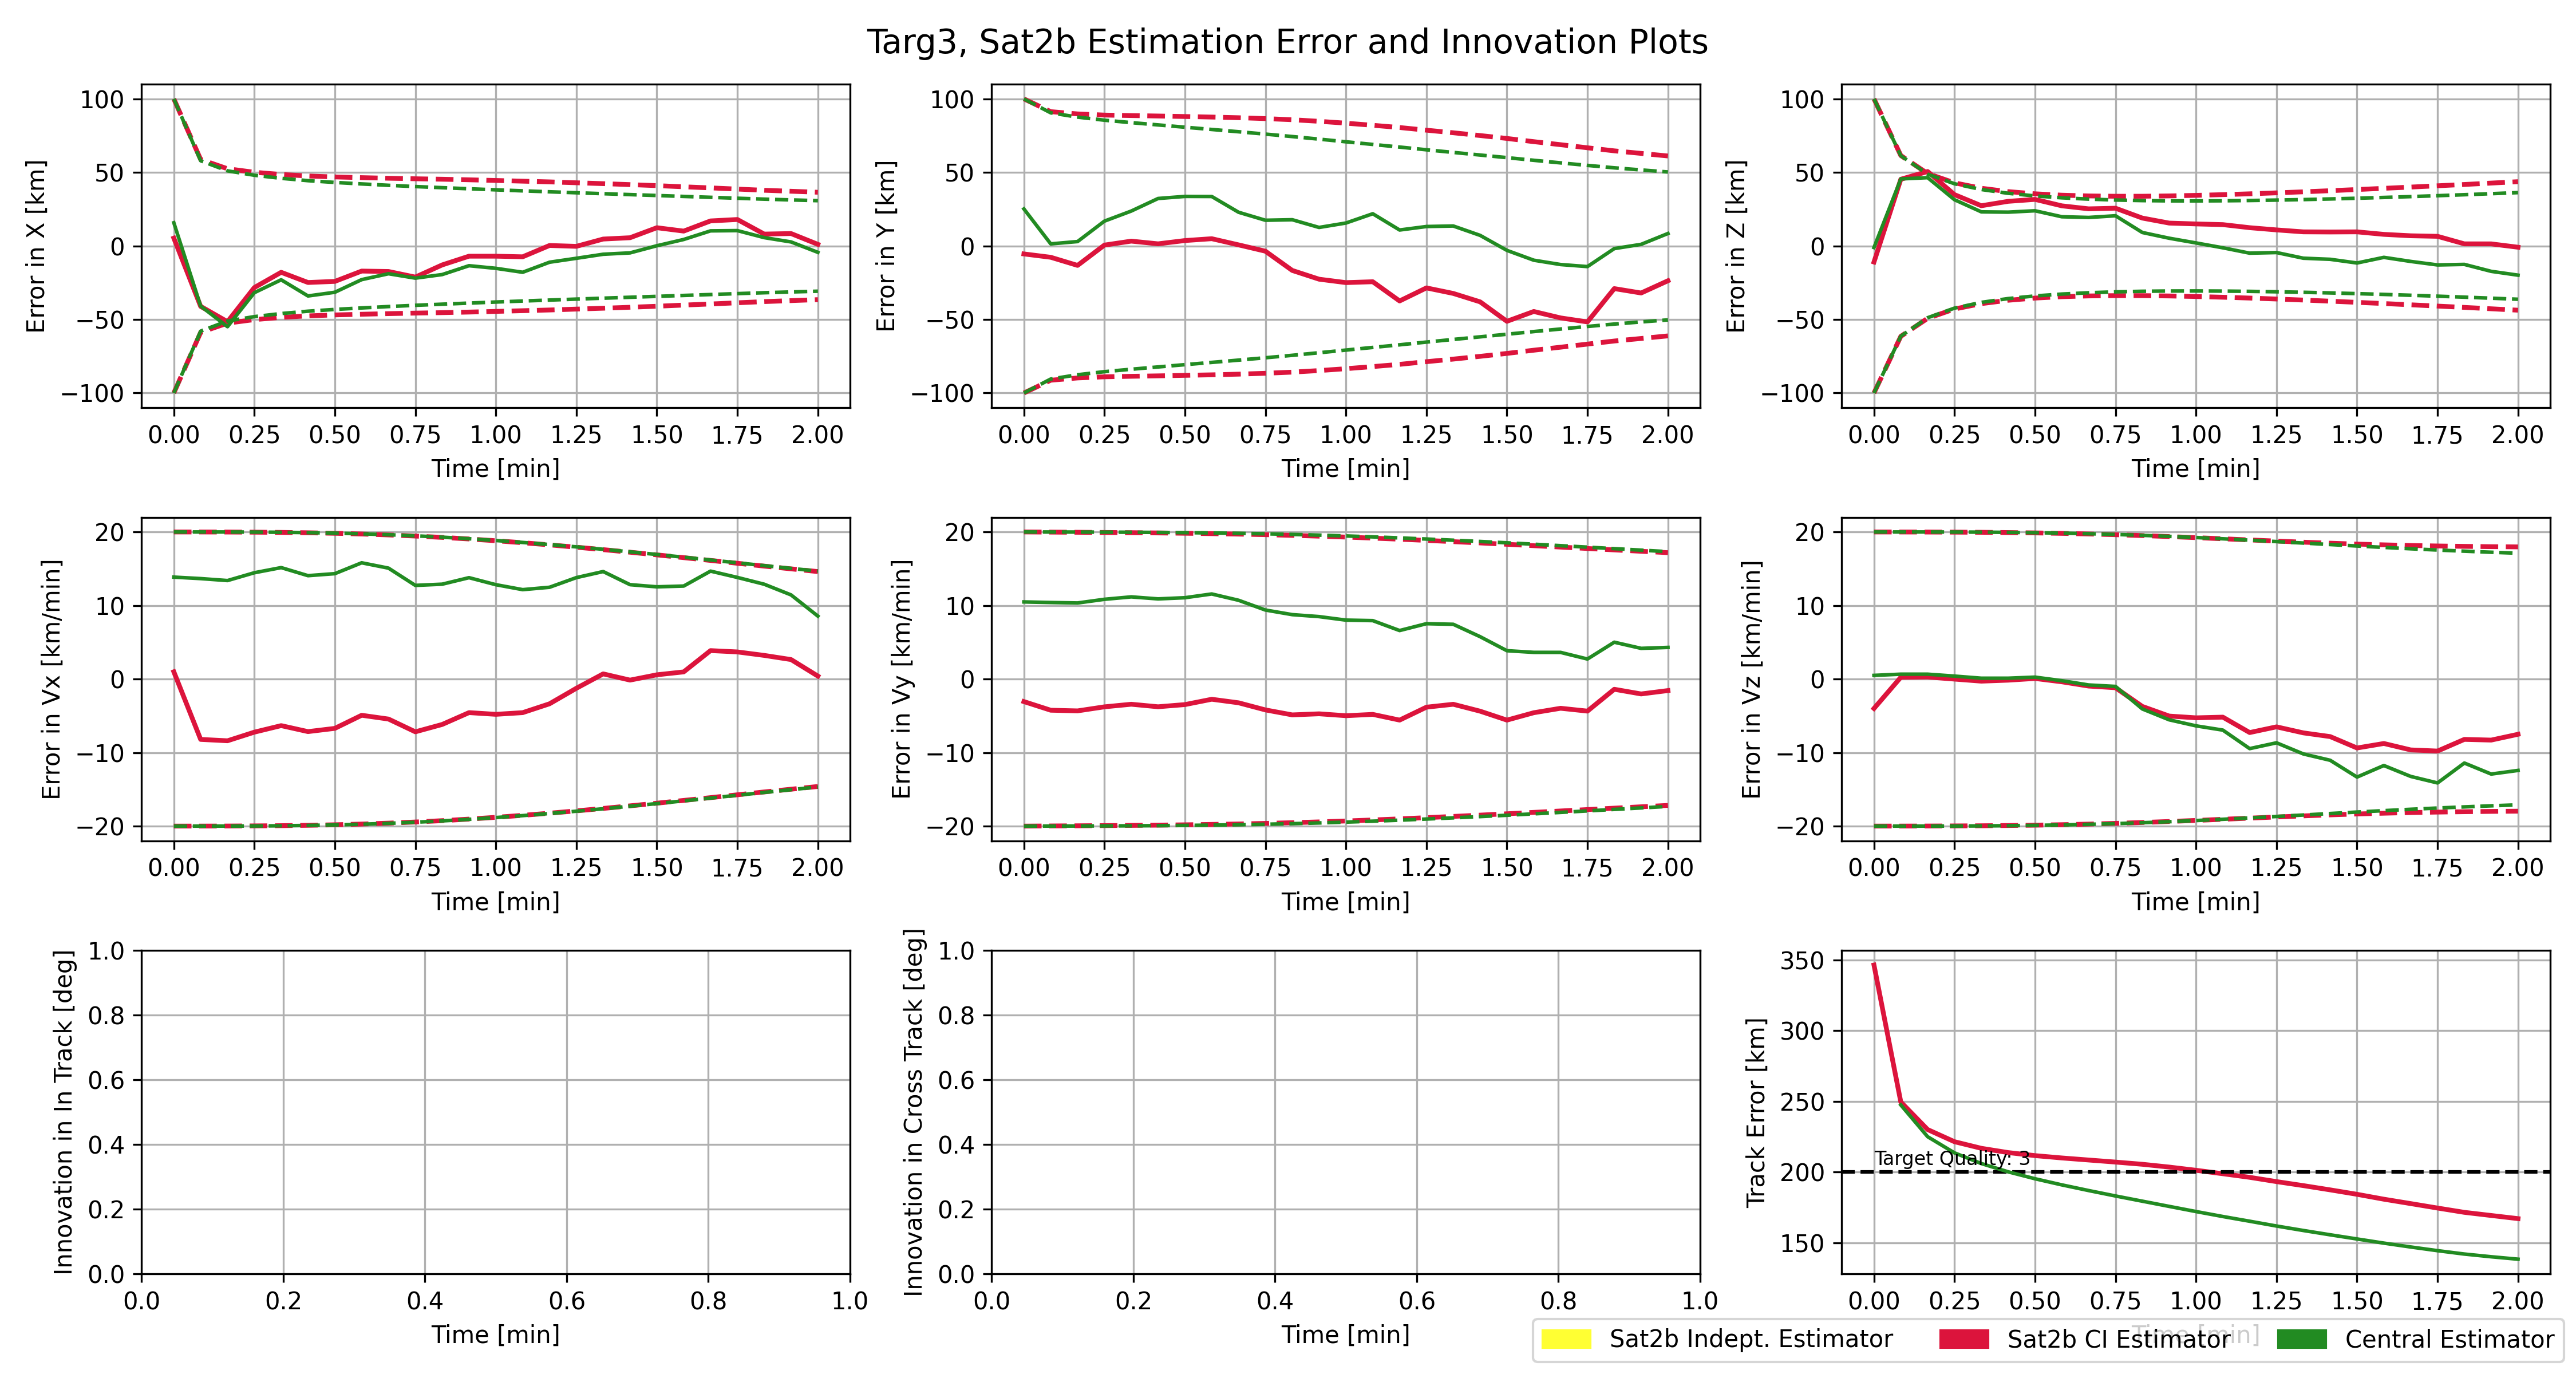 Targ3, Sat2b Estimation Error and Innovation Plots
Error in X [km]
100
50
0
−50
−100
0.00 0.25 0.50 0.75 1.00 1.25 1.50 1.75 2.00
Time [min]
Error in Y [km]
100
50
0
−50
−100
0.00 0.25 0.50 0.75 1.00 1.25 1.50 1.75 2.00
Time [min]
Error in Z [km]
100
50
0
−50
−100
0.00 0.25 0.50 0.75 1.00 1.25 1.50 1.75 2.00
Time [min]
Error in Vx [km/min]
20
10
0
−10
−20
0.00 0.25 0.50 0.75 1.00 1.25 1.50 1.75 2.00
Time [min]
Error in Vy [km/min]
20
10
0
−10
−20
0.00 0.25 0.50 0.75 1.00 1.25 1.50 1.75 2.00
Time [min]
Error in Vz [km/min]
20
10
0
−10
−20
0.00 0.25 0.50 0.75 1.00 1.25 1.50 1.75 2.00
Time [min]
Innovation in In Track [deg]
1.0
0.8
0.6
0.4
0.2
0.0
0.0 0.2 0.4 0.6 0.8 1.0
Time [min]
Innovation in Cross Track [deg]
1.0
0.8
0.6
0.4
0.2
0.0
0.0 0.2 0.4 0.6 0.8 1.0
Time [min]
Track Error [km]
350
300
250
200
150
Target Quality: 3
0.00 0.25 0.50 0.75 1.00 1.25 1.50 1.75 2.00
Time [min]
Sat2b Indept. Estimator Sat2b CI Estimator Central Estimator